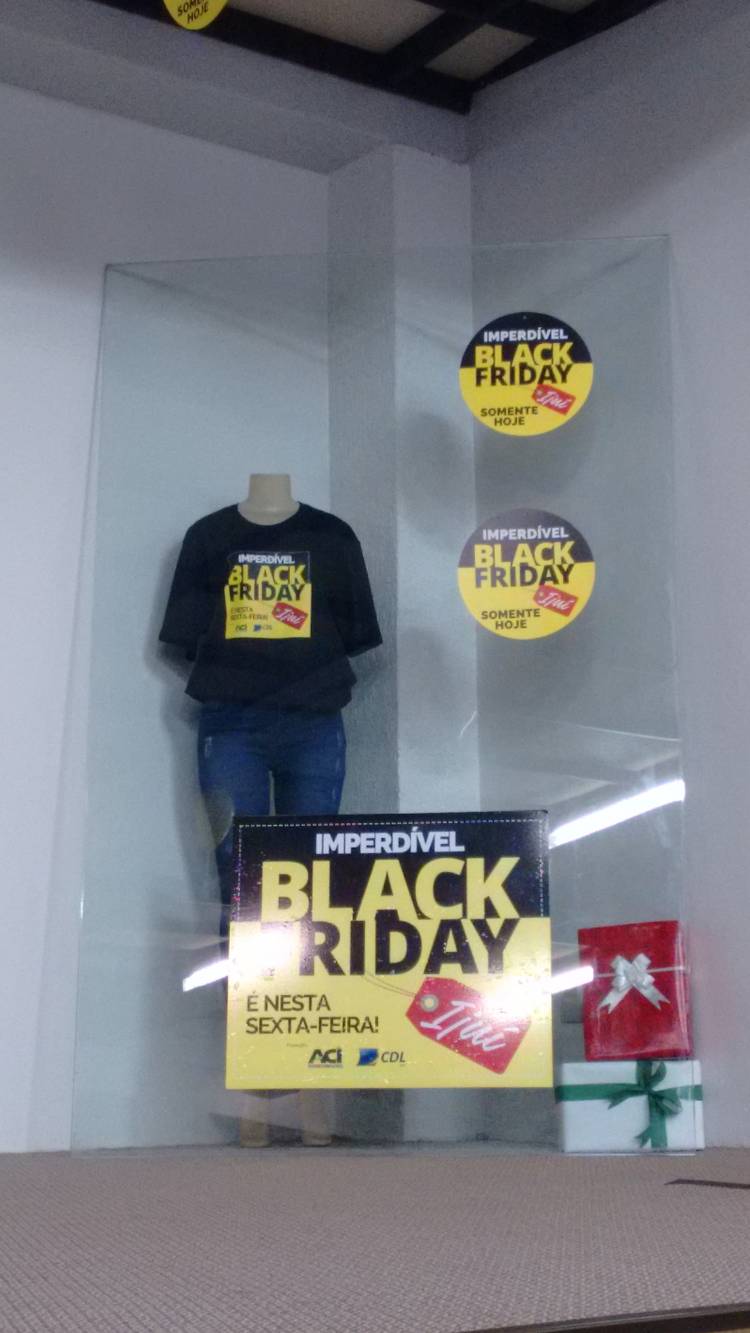 SOMENTE
HOJE
IMPERDÍVEL
BLACK
FRIDAY
Ijuí
SOMENTE
HOJE
IMPERDÍVEL
BLACK
FRIDAY
Ijuí
SOMENTE
HOJE
IMPERDÍVEL
BLACK
FRIDAY
É NESTA
SEXTA-FEIRA!
Ijuí
ACI CDL
IMPERDÍVEL
BLACK
FRIDAY
É NESTA
SEXTA-FEIRA!
Ijuí
ACI CDL